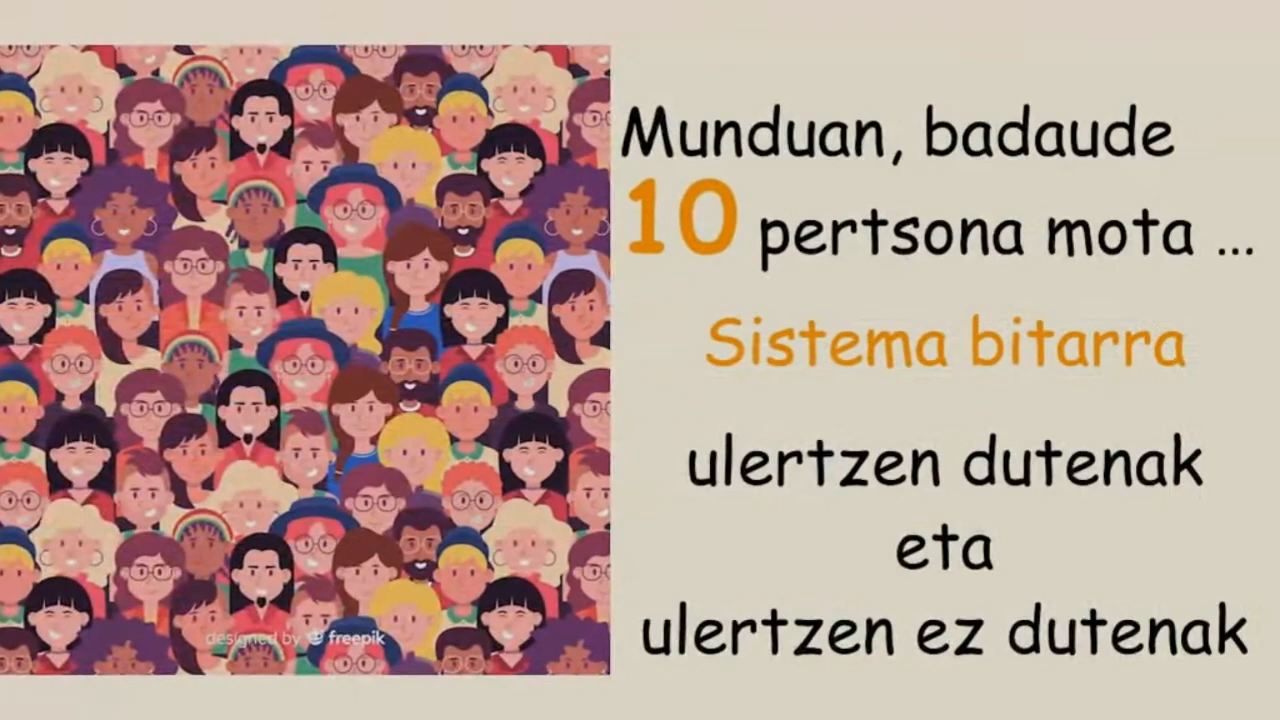 Munduan, badaude
10 pertsona mota ...
Sistema bitarra
ulertzen dutenak
eta
ulertzen ez dutenak
designed by freepik